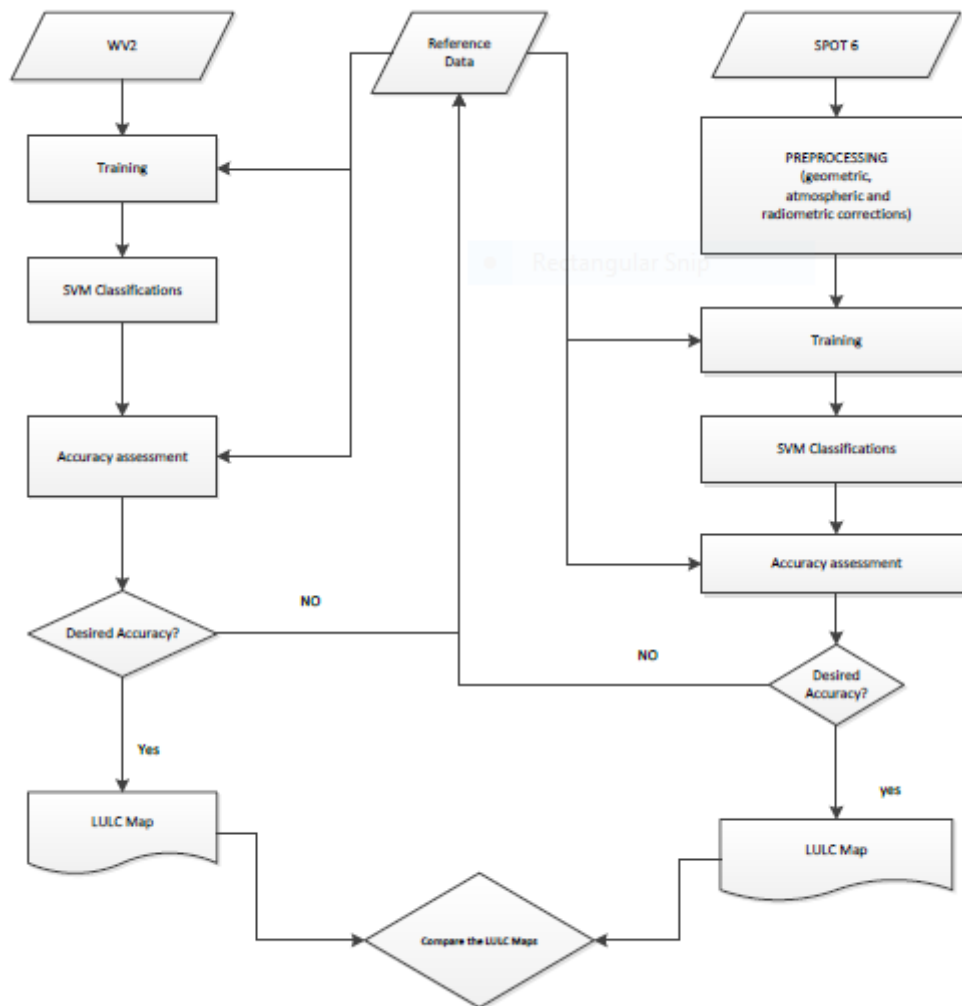 WV2
Reference
Data
SPOT 6
Training
PREPROCESSING
(geometric,
atmospheric and
radiometric corrections)
Rectangular Snip
SVM Classifications
Training
Accuracy assessment
SVM Classifications
Accuracy assessment
NO
Desired Accuracy?
NO
Desired
Accuracy?
Yes
yes
LULC Map
LULC Map
Compare the LULC Maps